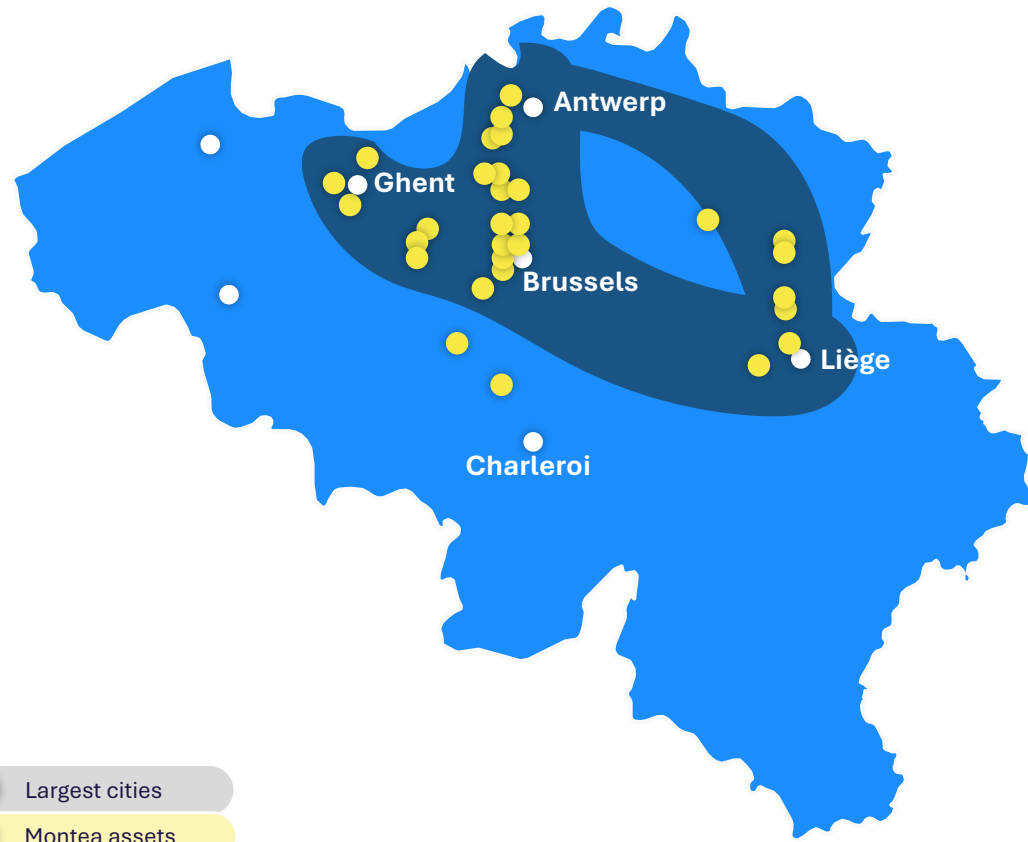 Antwerp
Ghent
Brussels
Liège
Charleroi
Largest cities
Montea assets